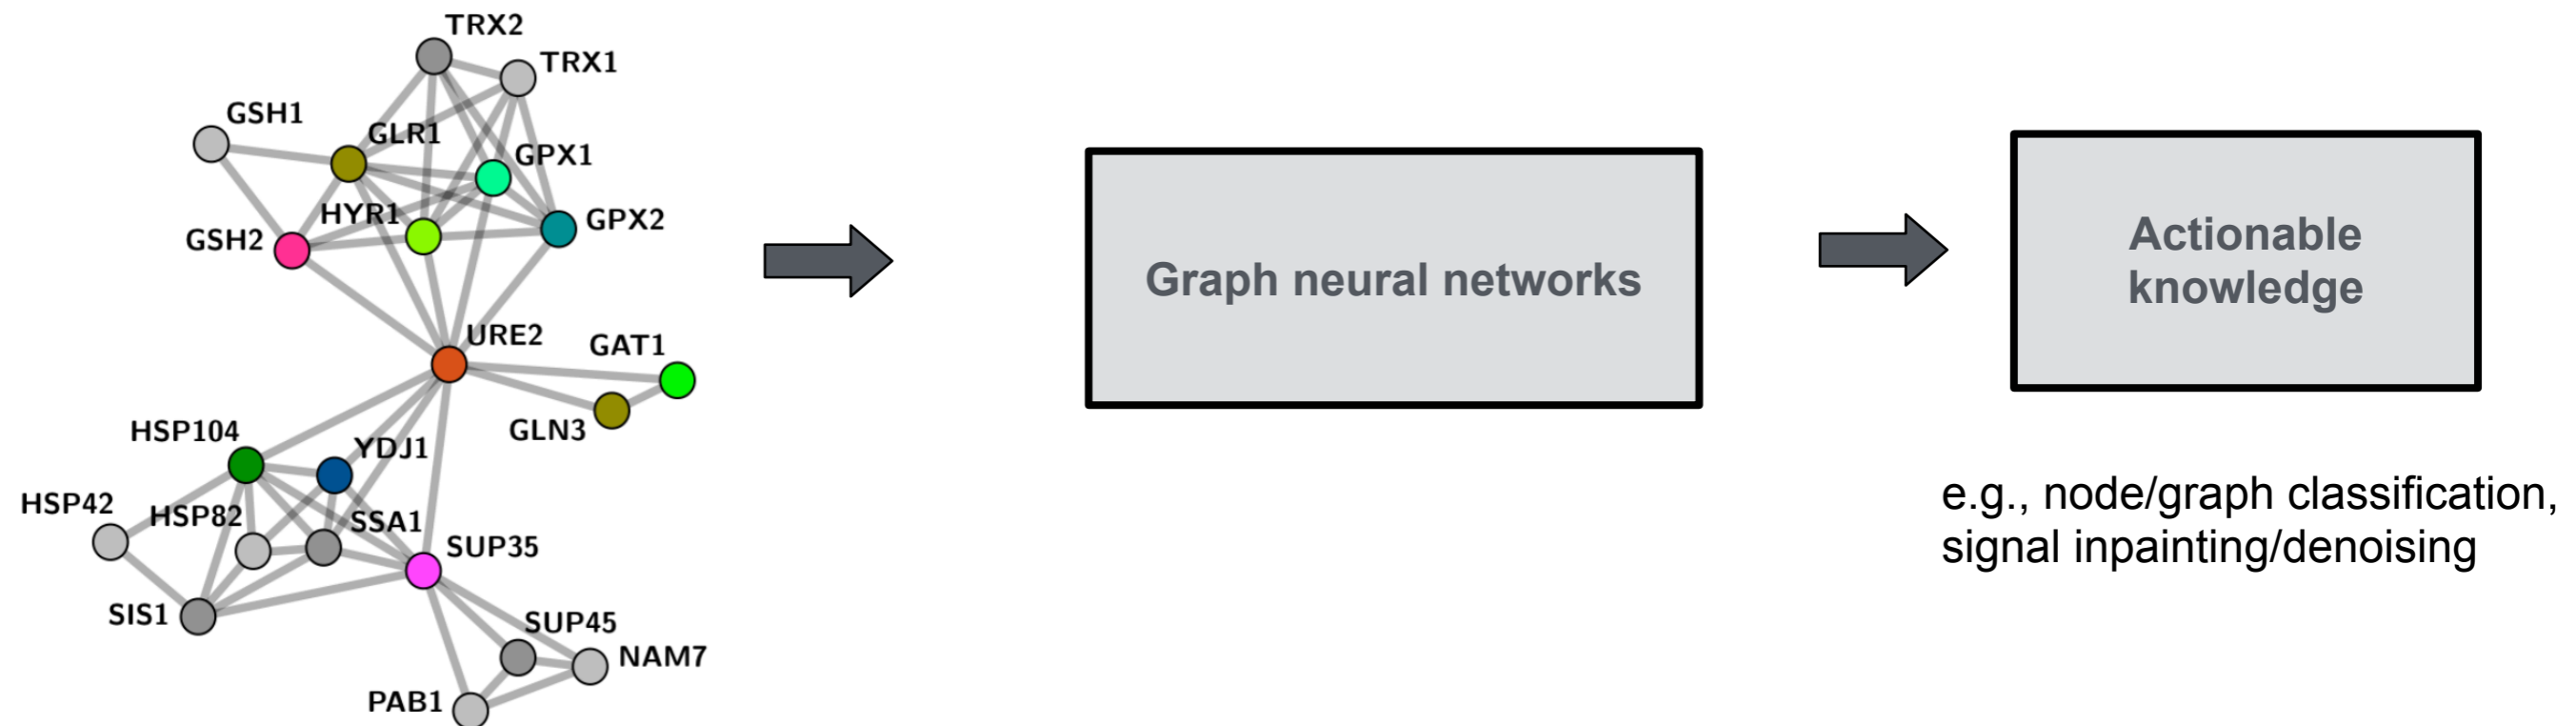 TRX2
TRX1
GSH1
GLR1
GPX1
HYR1
GPX2
GSH2
URE2
GAT1
GLN3
HSP104
YDJ1
HSP42
HSP82
SSA1
SUP35
SIS1
SUP45
NAM7
PAB1
Graph neural networks
Actionable
knowledge
e.g., node/graph classification,
signal inpainting/denoising